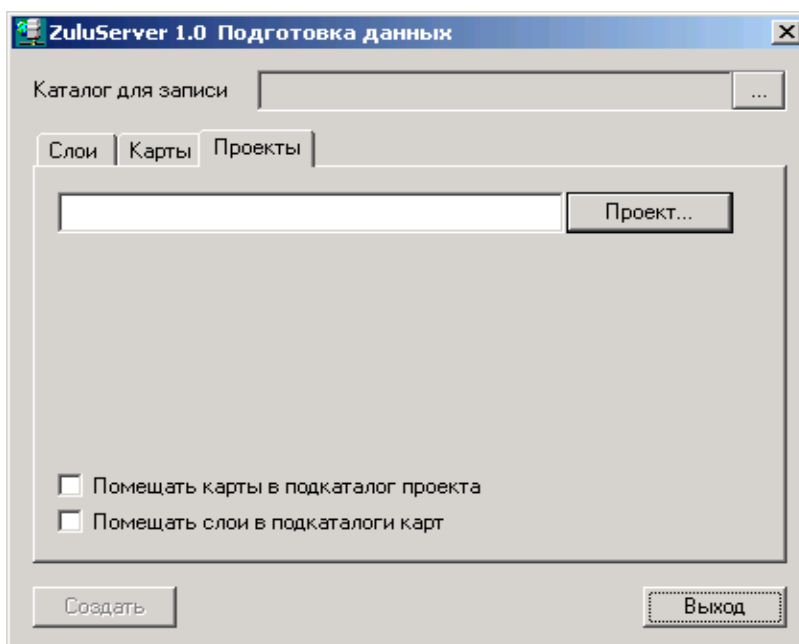 ZuluServer 1.0 Подготовка данных
Каталог для записи ...
Слои Карты Проекты
Проект...
Помещать карты в подкаталог проекта
Помещать слои в подкаталоги карт
Создать Выход